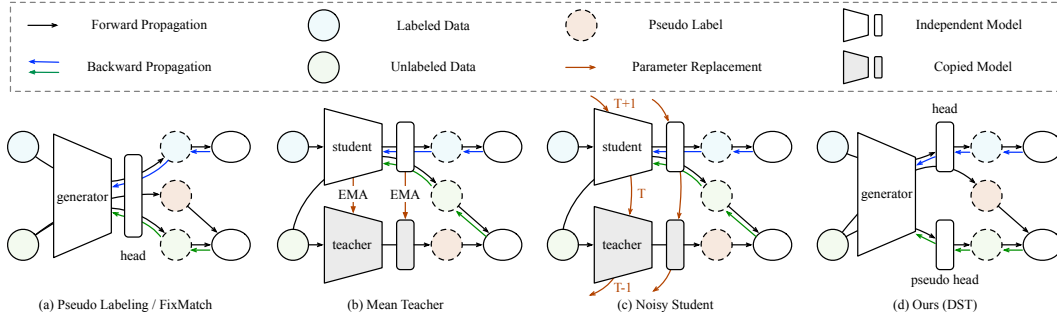 Forward Propagation Labeled Data Pseudo Label Independent Model
Backward Propagation Unlabeled Data Parameter Replacement Copied Model
generator
head
student
EMA EMA
teacher
T+1
student
T
teacher
T-1
head
generator
pseudo head
(a) Pseudo Labeling / FixMatch (b) Mean Teacher (c) Noisy Student (d) Ours (DST)